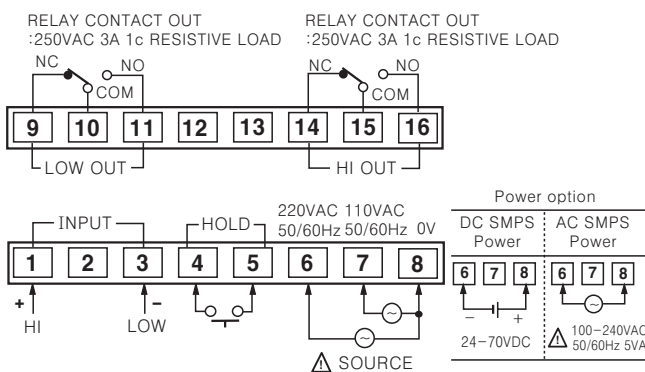 RELAY CONTACT OUT
:250VAC 3A 1c RESISTIVE LOAD
RELAY CONTACT OUT
:250VAC 3A 1c RESISTIVE LOAD
NC NO
COM
NC NO
COM
9 10 11 12 13 14 15 16
LOW OUT HI OUT
INPUT HOLD
220VAC 110VAC
50/60Hz 50/60Hz 0V
1 2 3 4 5 6 7 8
+ −
HI LOW
SOURCE
Power option
DC SMPS
Power
AC SMPS
Power
6 7 8
6 7 8
− +
24-70VDC
100-240VAC
50/60Hz 5VA